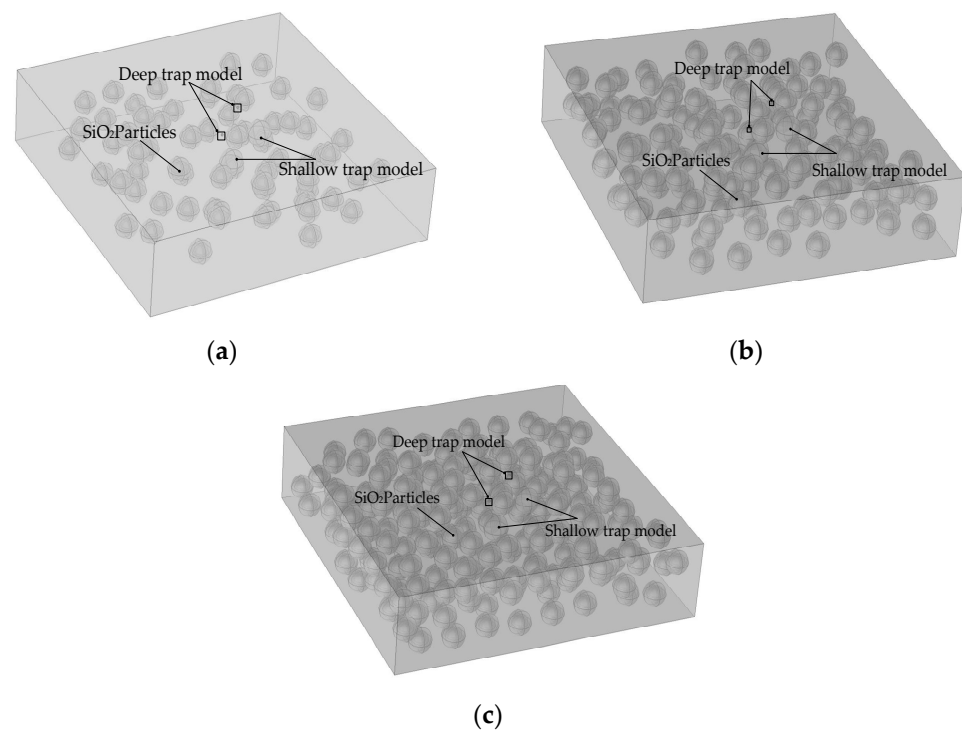 Deep trap model
SiO₂Particles
Shallow trap model
(a)
Deep trap model
SiO₂Particles
Shallow trap model
(b)
Deep trap model
SiO₂Particles
Shallow trap model
(c)